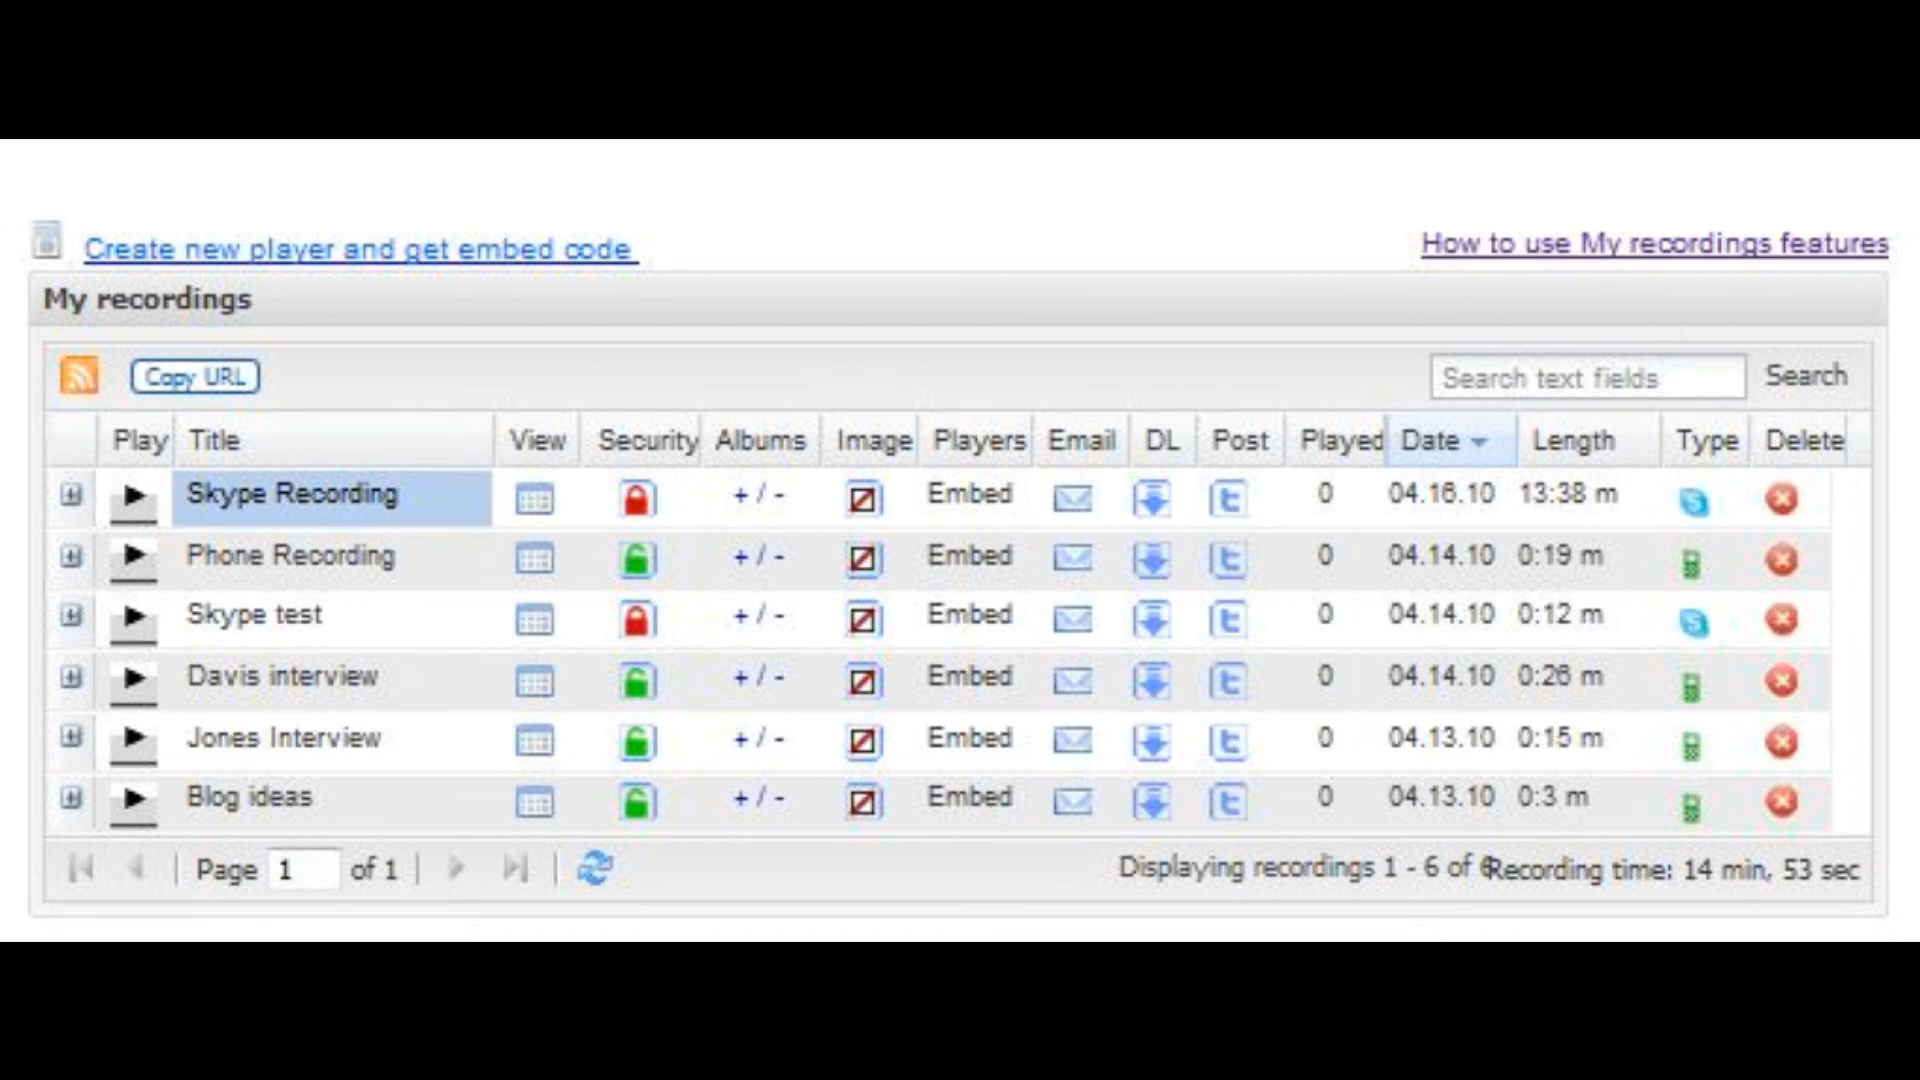 Create new player and get embed code
How to use My recordings features
My recordings
Copy URL
Search text fields
Search
Play Title View Security Albums Image Players Email DL Post Played Date Length Type Delete
Skype Recording + / - Embed 0 04.16.10 13:38 m
Phone Recording + / - Embed 0 04.14.10 0:19 m
Skype test + / - Embed 0 04.14.10 0:12 m
Davis interview + / - Embed 0 04.14.10 0:26 m
Jones Interview + / - Embed 0 04.13.10 0:15 m
Blog ideas + / - Embed 0 04.13.10 0:3 m
Page 1 of 1 Displaying recordings 1 - 6 of 6 Recording time: 14 min, 53 sec